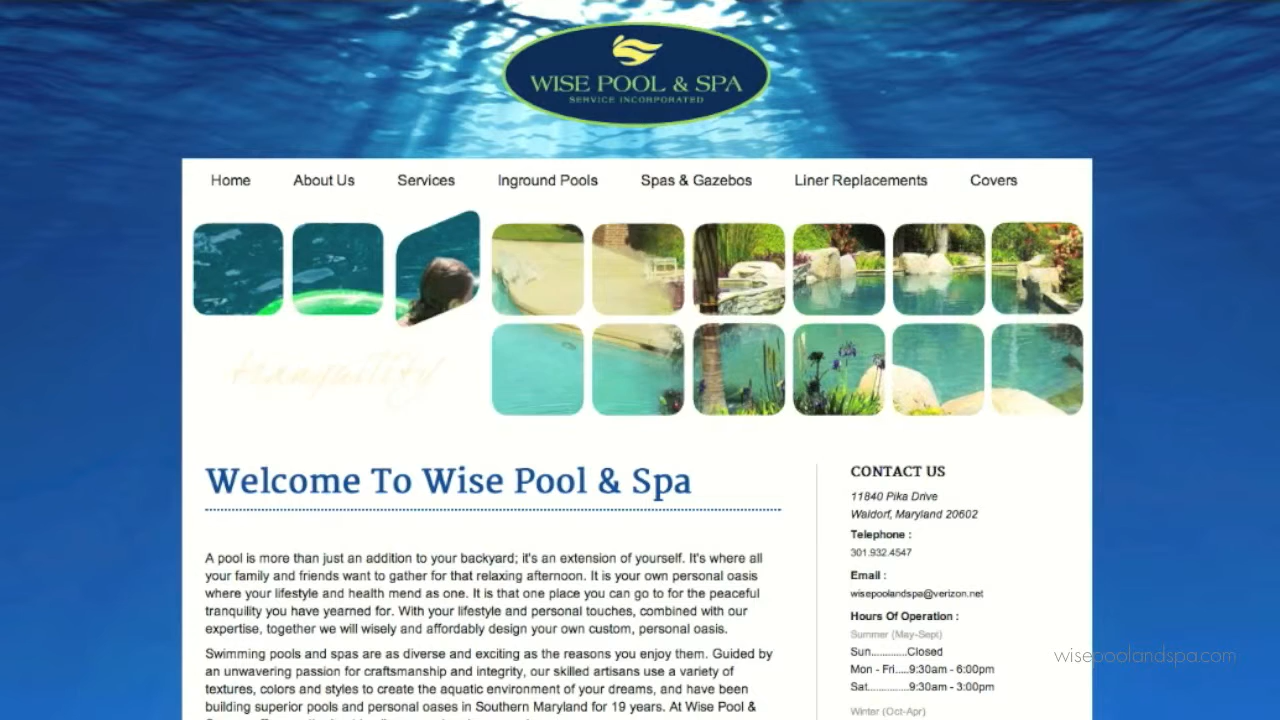 WISE POOL & SPA
SERVICE INCORPORATED
Home About Us Services Inground Pools Spas & Gazebos Liner Replacements Covers
tranquility
Welcome To Wise Pool & Spa
A pool is more than just an addition to your backyard; it's an extension of yourself. It's where all
your family and friends want to gather for that relaxing afternoon. It is your own personal oasis
where your lifestyle and health mend as one. It is that one place you can go to for the peaceful
tranquility you have yearned for. With your lifestyle and personal touches, combined with our
expertise, together we will wisely and affordably design your own custom, personal oasis.
Swimming pools and spas are as diverse and exciting as the reasons you enjoy them. Guided by
an unwavering passion for craftsmanship and integrity, our skilled artisans use a variety of
textures, colors and styles to create the aquatic environment of your dreams, and have been
building superior pools and personal oases in Southern Maryland for 19 years. At Wise Pool &
CONTACT US
11840 Pika Drive
Waldorf, Maryland 20602
Telephone :
301.932.4547
Email :
wisepoolandspa@verizon.net
Hours Of Operation :
Summer (May-Sept)
Sun............Closed
Mon - Fri.....9:30am - 6:00pm
Sat..............9:30am - 3:00pm
Winter (Oct-Apr)
wisepoolandspa.com